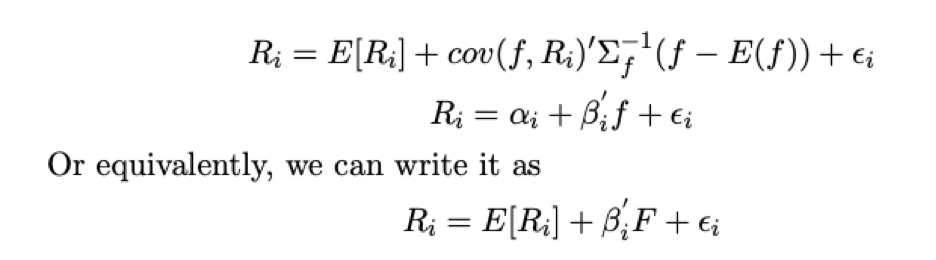 R_i = E[R_i] + cov(f, R_i)'Σ_f^{-1}(f − E(f)) + ϵ_i
R_i = α_i + β_i'f + ϵ_i
Or equivalently, we can write it as
R_i = E[R_i] + β_i'F + ϵ_i